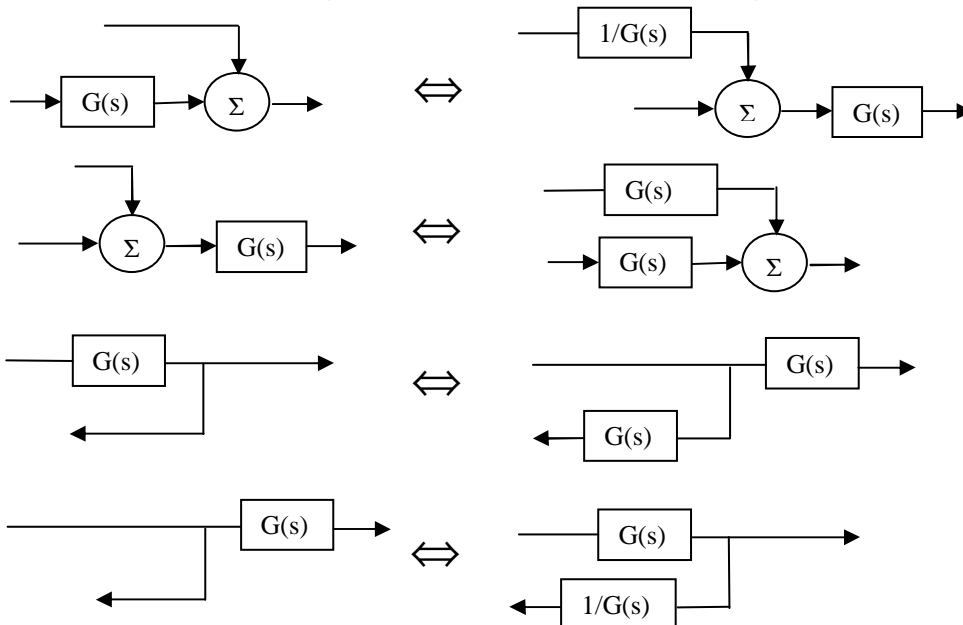 1/G(s)
G(s) Σ ⇔ Σ G(s)
G(s)
Σ G(s) ⇔ G(s) Σ
G(s) ⇔ G(s)
G(s)
G(s) ⇔ G(s)
1/G(s)